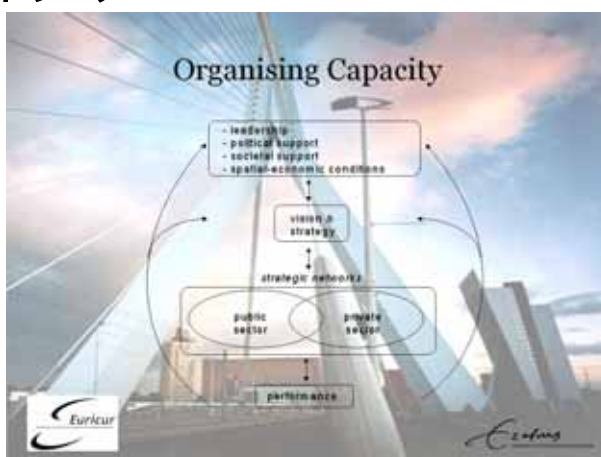 Organising Capacity
- leadership
- political support
- societal support
- spatial-economic conditions
vision n
strategy
strategic networks
public
sector
private
sector
performance
Euricur
Erasmus